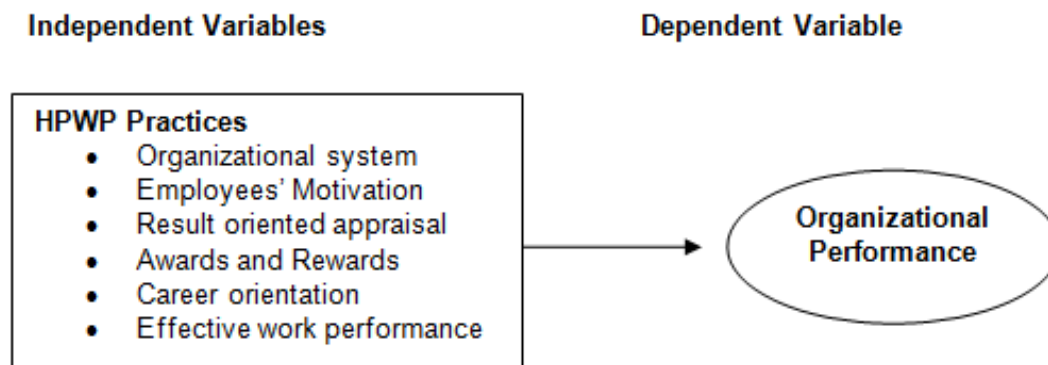 Independent Variables
Dependent Variable
HPWP Practices
• Organizational system
• Employees' Motivation
• Result oriented appraisal
• Awards and Rewards
• Career orientation
• Effective work performance
Organizational
Performance